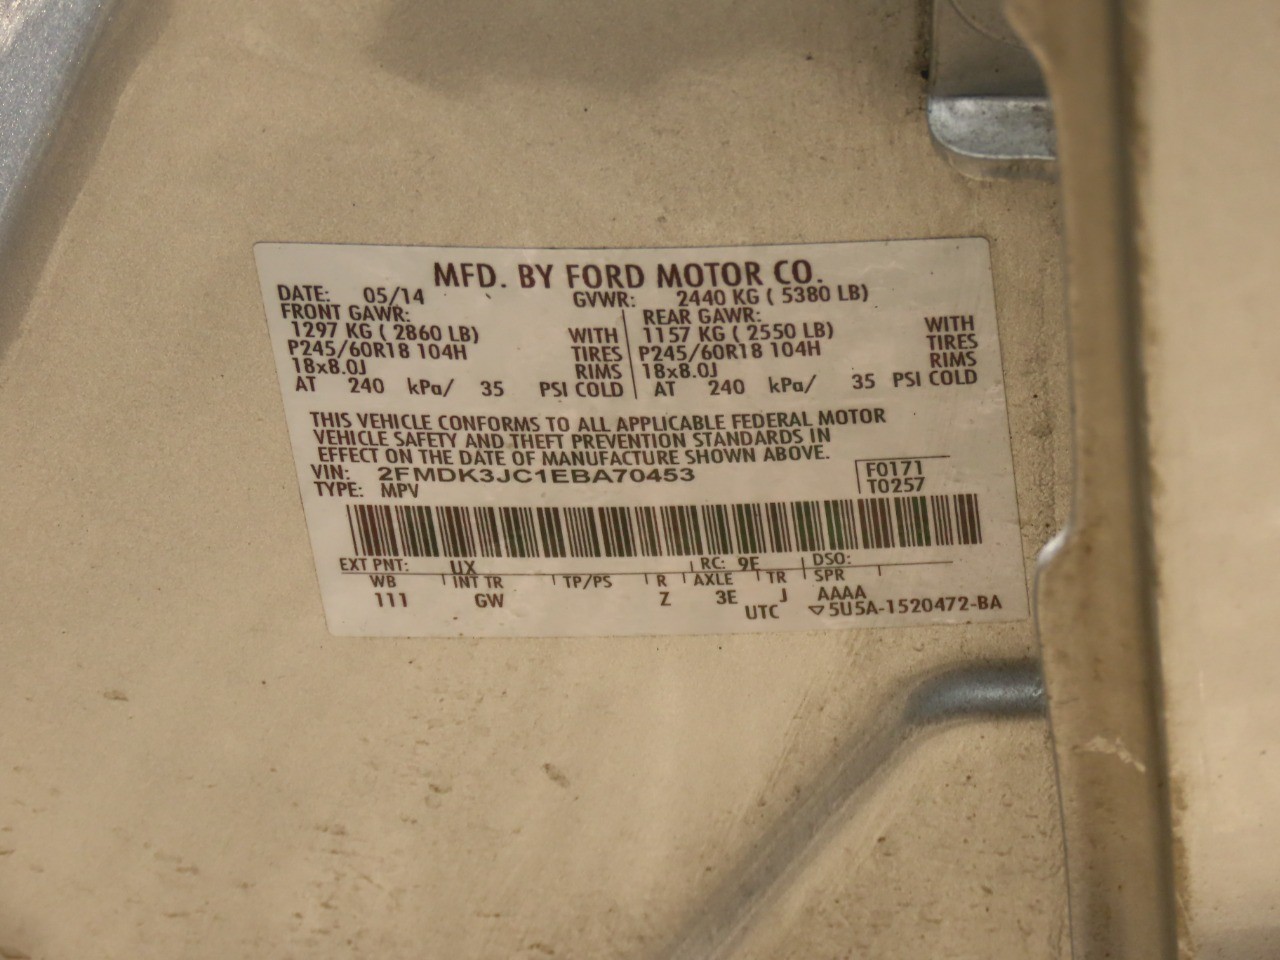 MFD. BY FORD MOTOR CO.
DATE: 05/14 GVWR: 2440 KG ( 5380 LB)
FRONT GAWR: REAR GAWR:
1297 KG ( 2860 LB) WITH 1157 KG ( 2550 LB) WITH
P245/60R18 104H TIRES P245/60R18 104H TIRES
18x8.0J RIMS 18x8.0J RIMS
AT 240 kPa/ 35 PSI COLD AT 240 kPa/ 35 PSI COLD
THIS VEHICLE CONFORMS TO ALL APPLICABLE FEDERAL MOTOR
VEHICLE SAFETY AND THEFT PREVENTION STANDARDS IN
EFFECT ON THE DATE OF MANUFACTURE SHOWN ABOVE.
VIN: 2FMDK3JC1EBA70453 F0171
TYPE: MPV T0257
EXT PNT: UX RC: 9E DSO:
WB INT TR TP/PS R AXLE TR SPR
111 GW Z 3E J AAAA
UTC ▽5U5A-1520472-BA